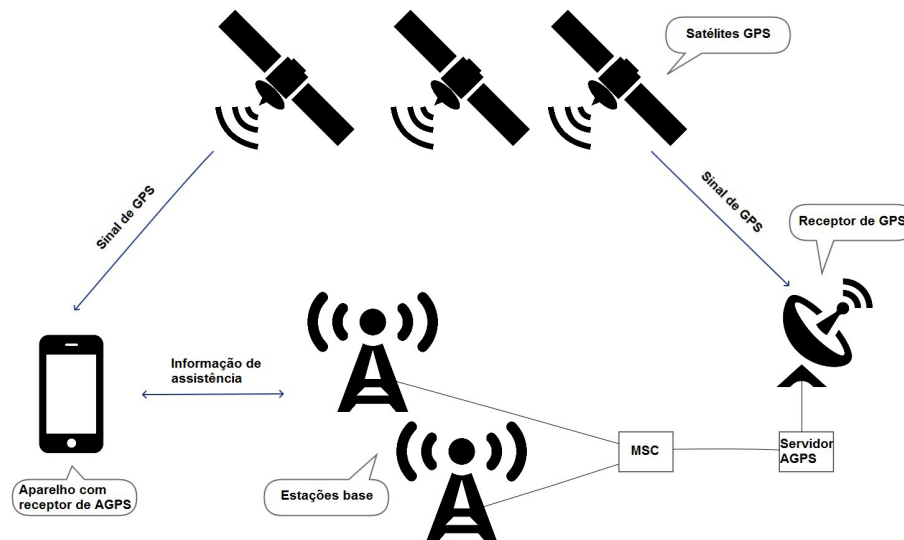 Satélites GPS
Sinal de GPS
Sinal de GPS
Receptor de GPS
Informação de
assistência
MSC
Servidor
AGPS
Aparelho com
receptor de AGPS
Estações base